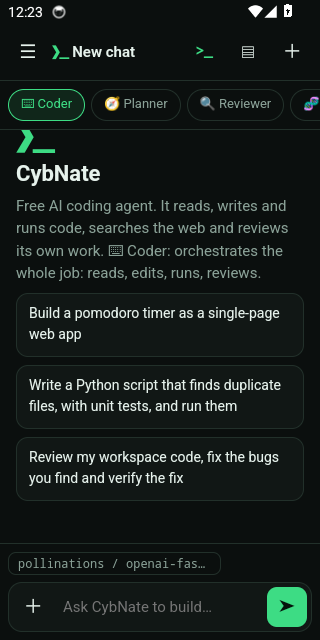 12:23
New chat
Coder
Planner
Reviewer
CybNate
Free AI coding agent. It reads, writes and
runs code, searches the web and reviews
its own work. ⌨ Coder: orchestrates the
whole job: reads, edits, runs, reviews.
Build a pomodoro timer as a single-page
web app
Write a Python script that finds duplicate
files, with unit tests, and run them
Review my workspace code, fix the bugs
you find and verify the fix
pollinations / openai-fas…
Ask CybNate to build…